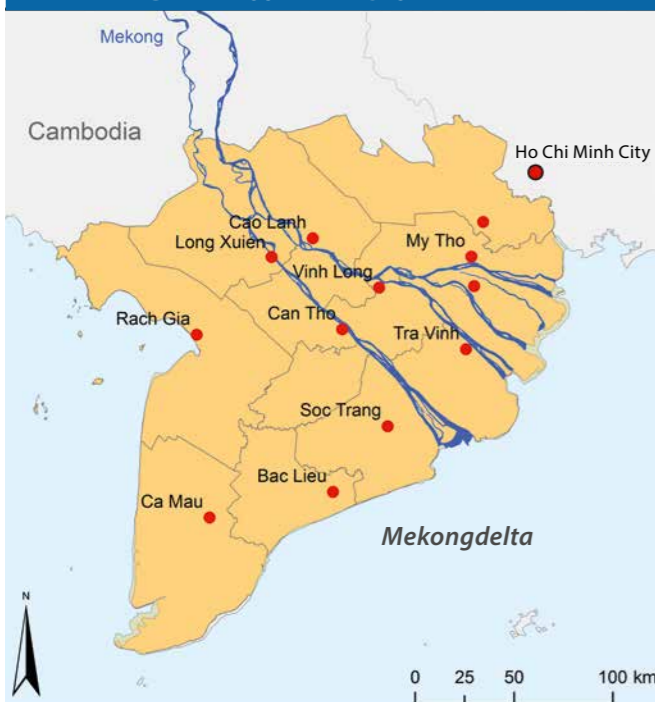 Mekong
Cambodia
Ho Chi Minh City
Cao Lanh
Long Xuien
My Tho
Vinh Long
Rach Gia
Can Tho
Tra Vinh
Soc Trang
Bac Lieu
Ca Mau
Mekongdelta
N
0 25 50 100 km